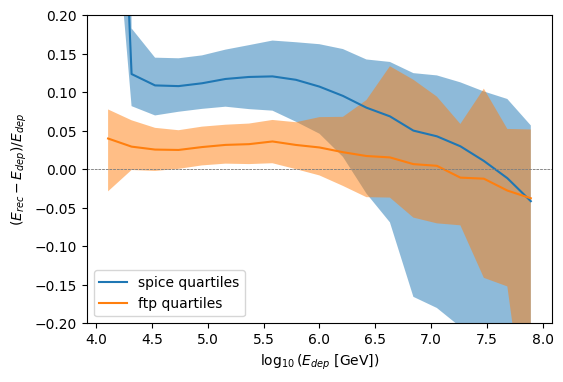 0.20
0.15
0.10
0.05
0.00
−0.05
−0.10
−0.15
−0.20
(E_rec − E_dep)/E_dep
spice quartiles
ftp quartiles
4.0 4.5 5.0 5.5 6.0 6.5 7.0 7.5 8.0
log10 (E_dep [GeV])